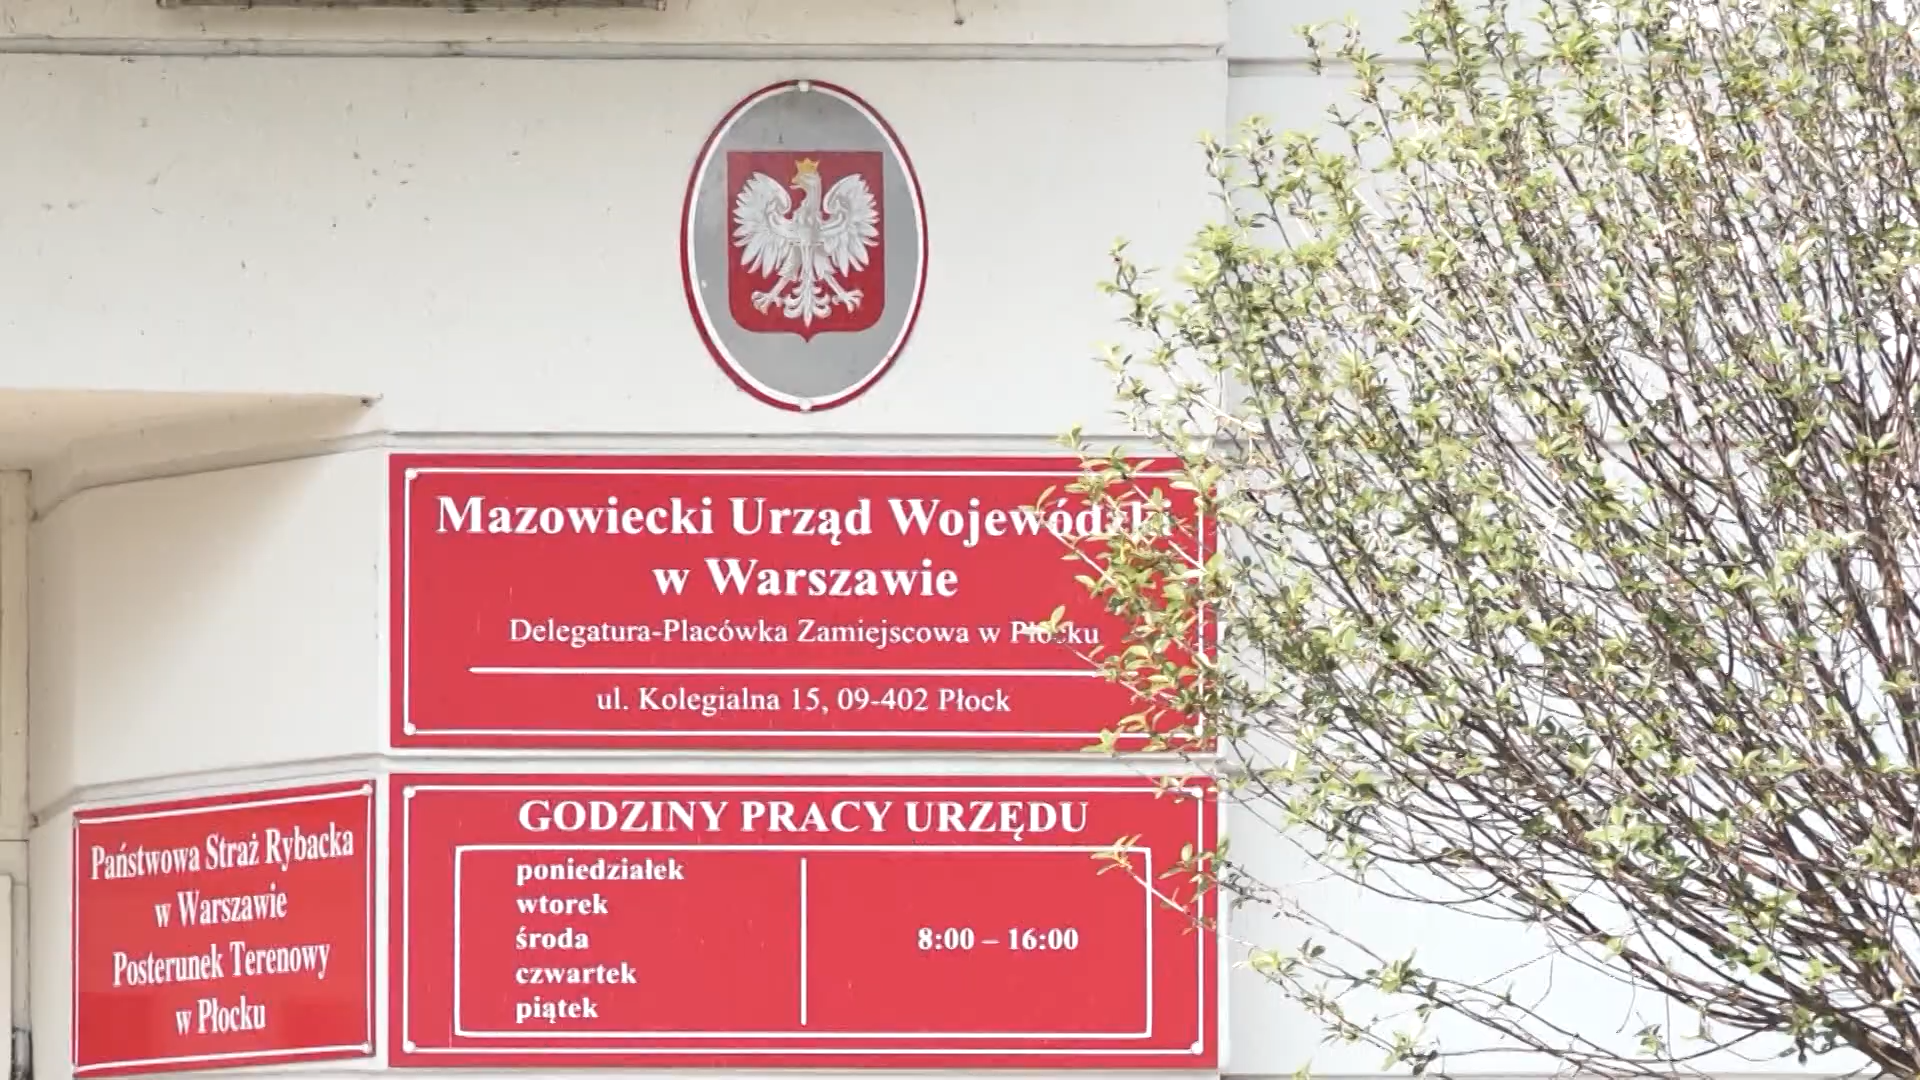 Mazowiecki Urząd Wojewódzki
w Warszawie
Delegatura-Placówka Zamiejscowa w Płocku
ul. Kolegialna 15, 09-402 Płock
Państwowa Straż Rybacka
w Warszawie
Posterunek Terenowy
w Płocku
GODZINY PRACY URZĘDU
poniedziałek
wtorek
środa
czwartek
piątek
8:00 – 16:00